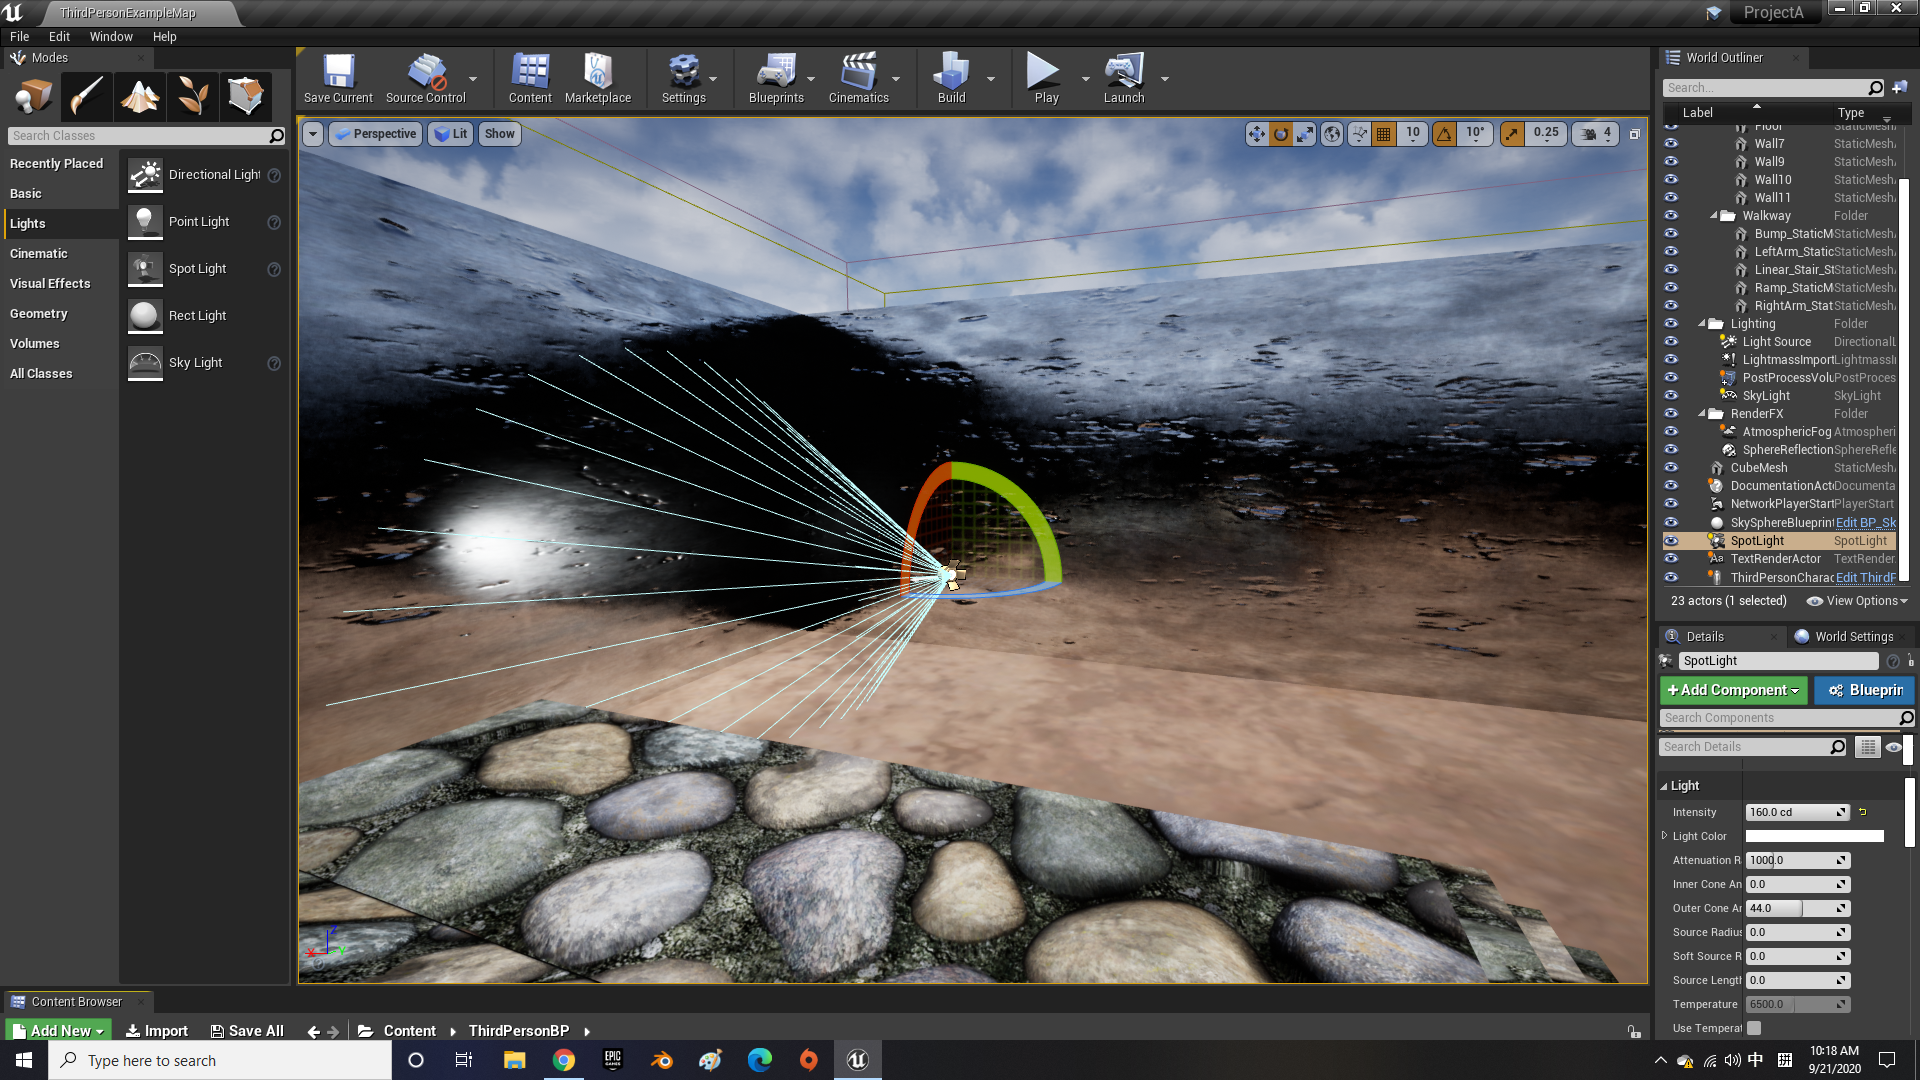 ThirdPersonExampleMap
ProjectA
File Edit Window Help
Modes
Search Classes
Recently Placed
Basic
Lights
Cinematic
Visual Effects
Geometry
Volumes
All Classes
Directional Light
Point Light
Spot Light
Rect Light
Sky Light
Save Current
Source Control
Content
Marketplace
Settings
Blueprints
Cinematics
Build
Play
Launch
Perspective
Lit
Show
10
10°
0.25
4
World Outliner
Search...
Label Type
Floor StaticMesh
Wall7 StaticMesh
Wall9 StaticMesh
Wall10 StaticMesh
Wall11 StaticMesh
Walkway Folder
Bump_StaticM StaticMesh
LeftArm_Static StaticMesh
Linear_Stair_St StaticMesh
Ramp_StaticM StaticMesh
RightArm_Stat StaticMesh
Lighting Folder
Light Source DirectionalL
LightmassImport LightmassI
PostProcessVolu PostProces
SkyLight SkyLight
RenderFX Folder
AtmosphericFog Atmospheri
SphereReflection SphereRefle
CubeMesh StaticMesh
DocumentationActo Documenta
NetworkPlayerStart PlayerStart
SkySphereBlueprint Edit BP_Sk
SpotLight SpotLight
TextRenderActor TextRender
ThirdPersonCharac Edit ThirdP
23 actors (1 selected)
View Options
Details
World Settings
SpotLight
+Add Component
Blueprin
Search Components
Search Details
Light
Intensity 160.0 cd
Light Color
Attenuation R 1000.0
Inner Cone An 0.0
Outer Cone An 44.0
Source Radius 0.0
Soft Source R 0.0
Source Length 0.0
Temperature 6500.0
Use Temperat
X Y Z
Content Browser
Add New
Import
Save All
Content
ThirdPersonBP
Type here to search
EPIC
GAMES
中
拼
10:18 AM
9/21/2020